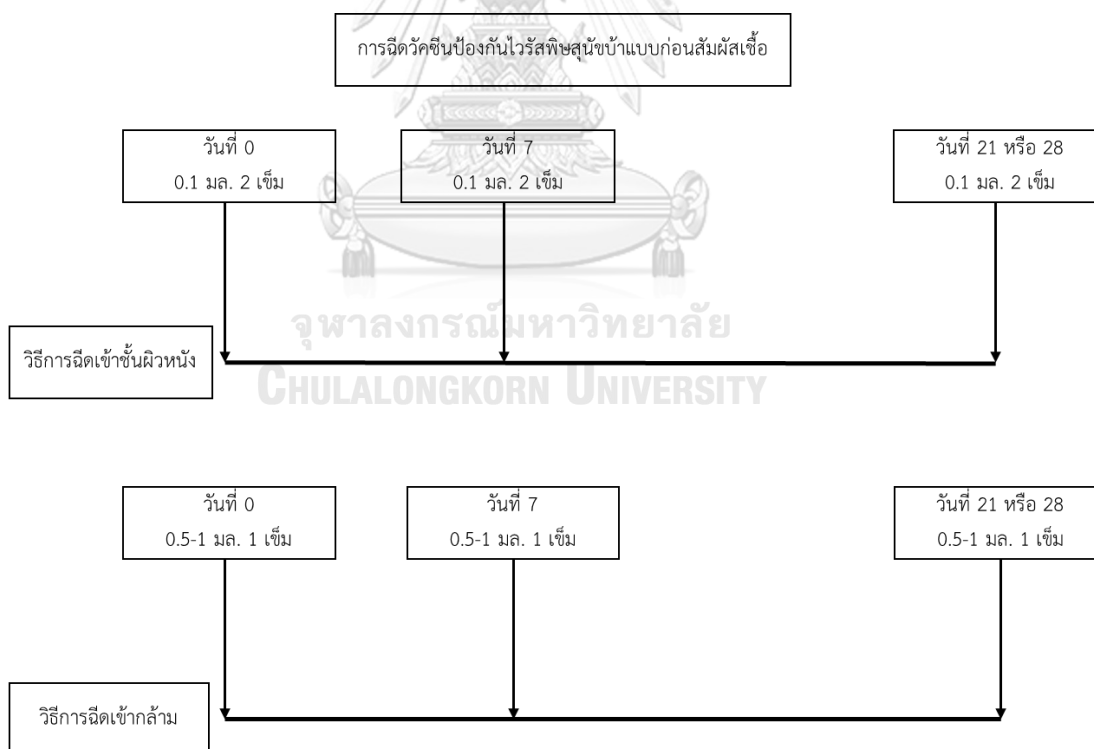 การฉีดวัคซีนป้องกันไวรัสพิษสุนัขบ้าแบบก่อนสัมผัสเชื้อ
วันที่ 0
0.1 มล. 2 เข็ม
วันที่ 7
0.1 มล. 2 เข็ม
วันที่ 21 หรือ 28
0.1 มล. 2 เข็ม
วิธีการฉีดเข้าชั้นผิวหนัง
จุฬาลงกรณ์มหาวิทยาลัย
CHULALONGKORN UNIVERSITY
วันที่ 0
0.5-1 มล. 1 เข็ม
วันที่ 7
0.5-1 มล. 1 เข็ม
วันที่ 21 หรือ 28
0.5-1 มล. 1 เข็ม
วิธีการฉีดเข้ากล้าม